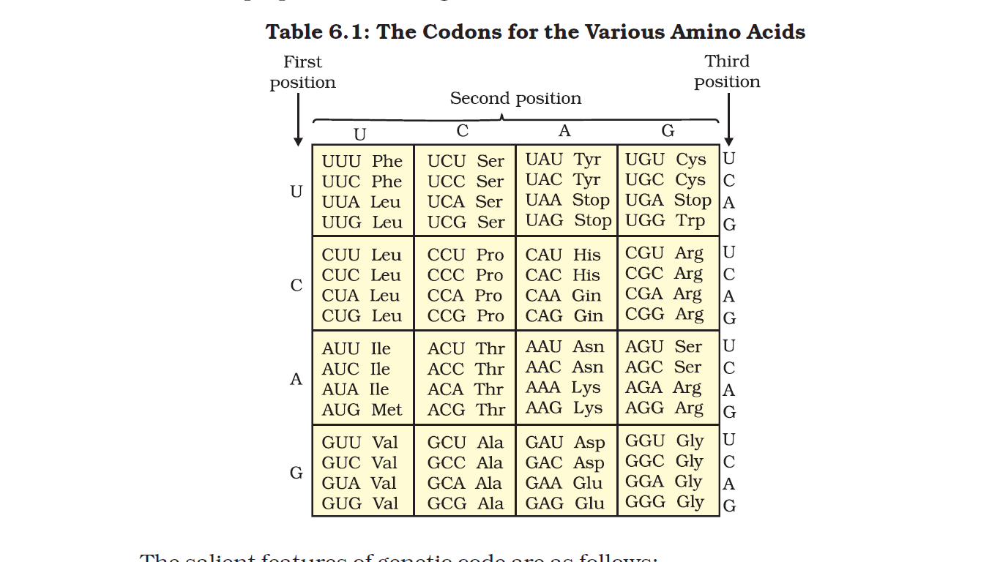 Table 6.1: The Codons for the Various Amino Acids
First position
Third position
Second position
U C A G
U
UUU Phe UCU Ser UAU Tyr UGU Cys U
UUC Phe UCC Ser UAC Tyr UGC Cys C
UUA Leu UCA Ser UAA Stop UGA Stop A
UUG Leu UCG Ser UAG Stop UGG Trp G
C
CUU Leu CCU Pro CAU His CGU Arg U
CUC Leu CCC Pro CAC His CGC Arg C
CUA Leu CCA Pro CAA Gin CGA Arg A
CUG Leu CCG Pro CAG Gin CGG Arg G
A
AUU Ile ACU Thr AAU Asn AGU Ser U
AUC Ile ACC Thr AAC Asn AGC Ser C
AUA Ile ACA Thr AAA Lys AGA Arg A
AUG Met ACG Thr AAG Lys AGG Arg G
G
GUU Val GCU Ala GAU Asp GGU Gly U
GUC Val GCC Ala GAC Asp GGC Gly C
GUA Val GCA Ala GAA Glu GGA Gly A
GUG Val GCG Ala GAG Glu GGG Gly G
The salient features of genetic code are as follows: